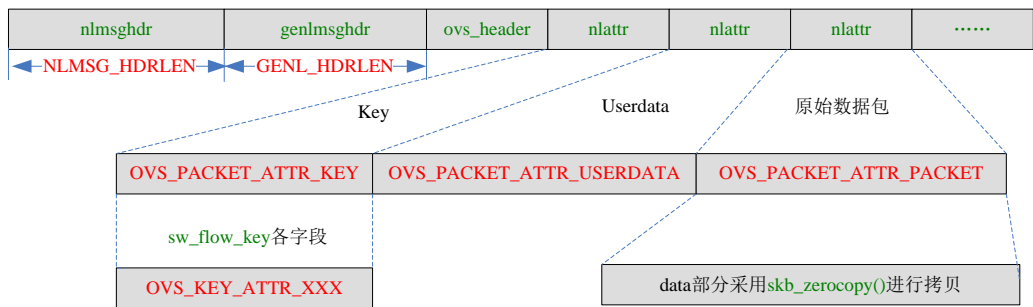 nlmsghdr genlmsghdr ovs_header nlattr nlattr nlattr ……
NLMSG_HDRLEN GENL_HDRLEN
Key Userdata 原始数据包
OVS_PACKET_ATTR_KEY OVS_PACKET_ATTR_USERDATA OVS_PACKET_ATTR_PACKET
sw_flow_key各字段
OVS_KEY_ATTR_XXX data部分采用skb_zerocopy()进行拷贝